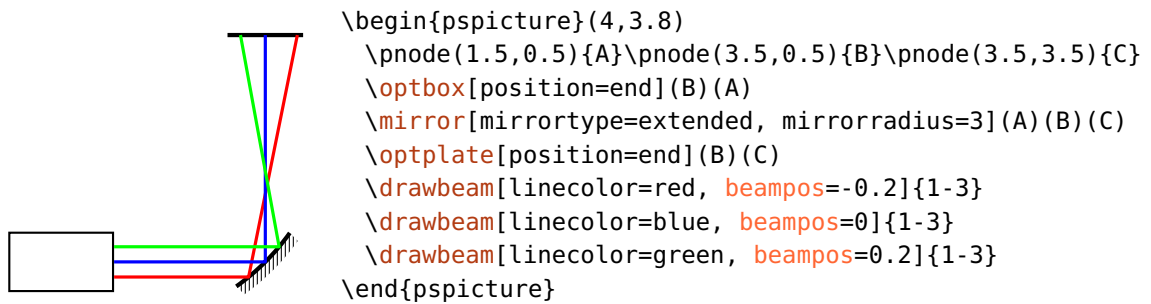 \begin{pspicture}(4,3.8)
\pnode(1.5,0.5){A}\pnode(3.5,0.5){B}\pnode(3.5,3.5){C}
\optbox[position=end](B)(A)
\mirror[mirrortype=extended, mirrorradius=3](A)(B)(C)
\optplate[position=end](B)(C)
\drawbeam[linecolor=red, beampos=-0.2]{1-3}
\drawbeam[linecolor=blue, beampos=0]{1-3}
\drawbeam[linecolor=green, beampos=0.2]{1-3}
\end{pspicture}